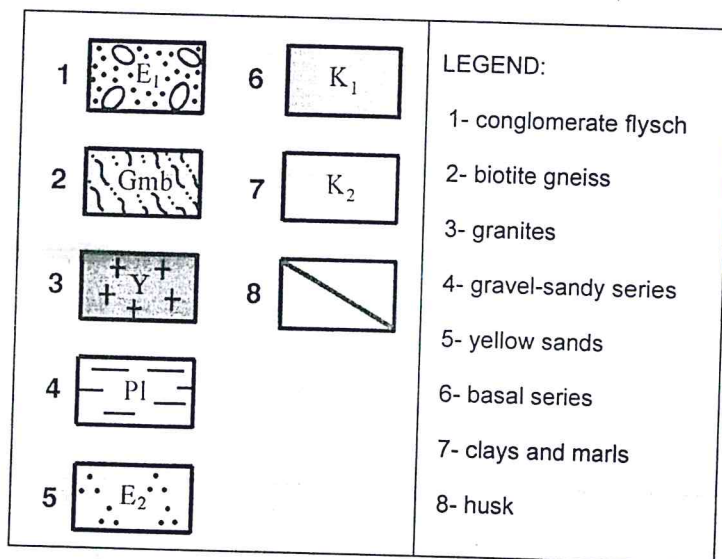 1 E1
2 Gmb
3 Y
4 Pl
5 E2
6 K1
7 K2
8
LEGEND:
1- conglomerate flysch
2- biotite gneiss
3- granites
4- gravel-sandy series
5- yellow sands
6- basal series
7- clays and marls
8- husk